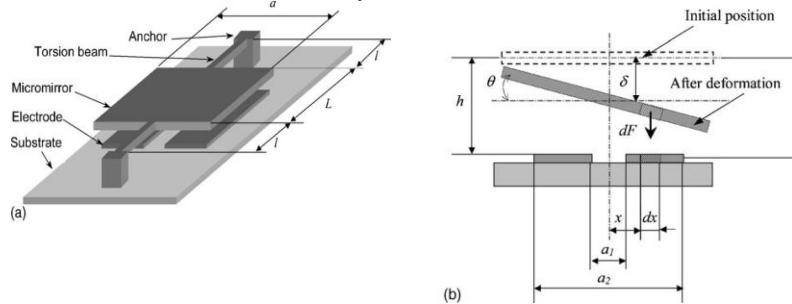 a
Anchor
Torsion beam
l
Micromirror
L
Electrode
Substrate
l
(a)
Initial position
θ
δ
h
After deformation
dF
x
dx
a1
a2
(b)